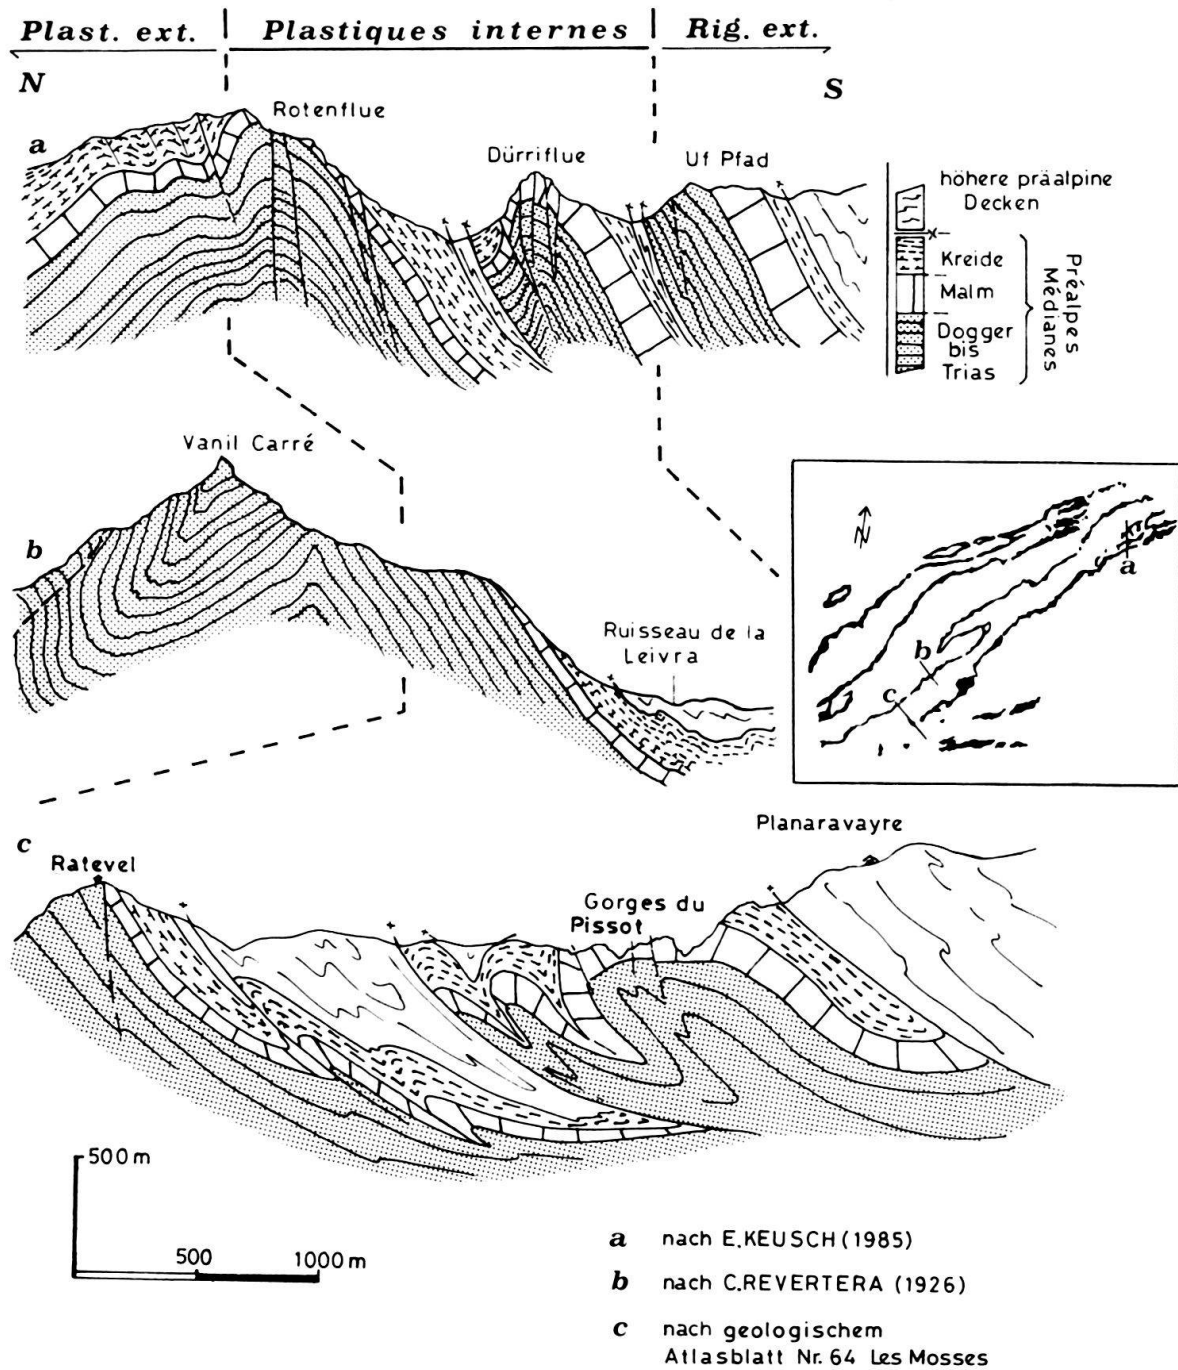 Plast. ext. Plastiques internes Rig. ext.
N S
a
Rotenflue
Dürriflue
Uf Pfad
höhere präalpine
Decken
Kreide
Malm
Dogger
bis
Trias
Préalpes
Médianes
b
Vanil Carré
Ruisseau de la
Leivra
N
a
b
c
c
Ratevel
Planaravayre
Gorges du
Pissot
500 m
500 1000 m
a nach E. KEUSCH (1985)
b nach C. REVERTERA (1926)
c nach geologischem
Atlasblatt Nr. 64 Les Mosses